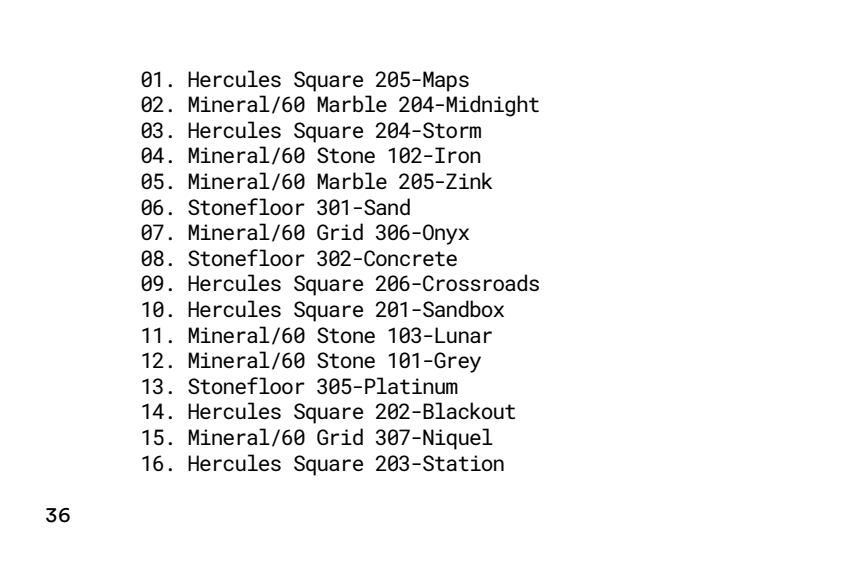 01. Hercules Square 205-Maps
02. Mineral/60 Marble 204-Midnight
03. Hercules Square 204-Storm
04. Mineral/60 Stone 102-Iron
05. Mineral/60 Marble 205-Zink
06. Stonefloor 301-Sand
07. Mineral/60 Grid 306-Onyx
08. Stonefloor 302-Concrete
09. Hercules Square 206-Crossroads
10. Hercules Square 201-Sandbox
11. Mineral/60 Stone 103-Lunar
12. Mineral/60 Stone 101-Grey
13. Stonefloor 305-Platinum
14. Hercules Square 202-Blackout
15. Mineral/60 Grid 307-Niquel
16. Hercules Square 203-Station
36